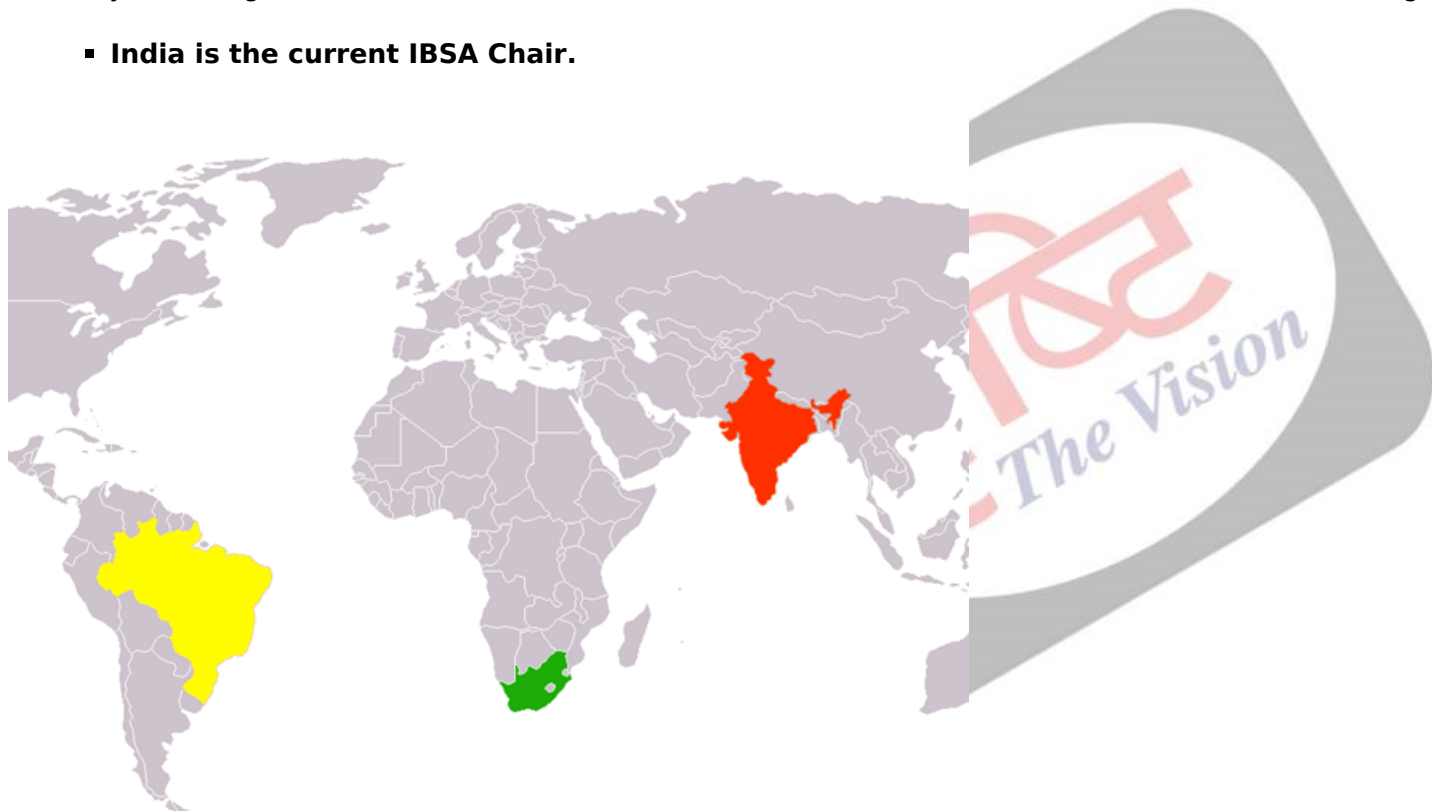 ▪ India is the current IBSA Chair.
The Vision